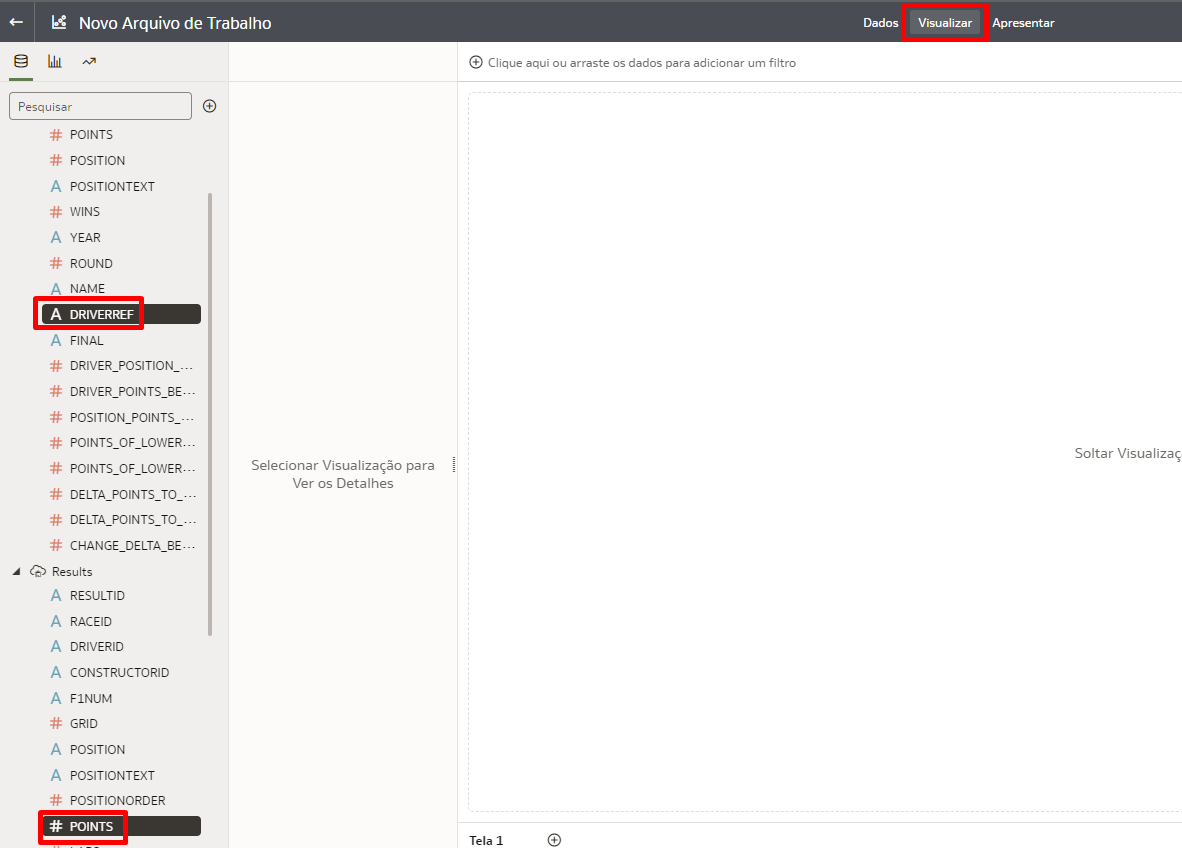 Novo Arquivo de Trabalho
Dados Visualizar Apresentar
Clique aqui ou arraste os dados para adicionar um filtro
Pesquisar
# POINTS
# POSITION
A POSITIONTEXT
# WINS
A YEAR
# ROUND
A NAME
A DRIVERREF
A FINAL
# DRIVER_POSITION_...
# DRIVER_POINTS_BE...
# POSITION_POINTS_...
# POINTS_OF_LOWER...
# POINTS_OF_LOWER...
# DELTA_POINTS_TO_...
# DELTA_POINTS_TO_...
# CHANGE_DELTA_BE...
Results
A RESULTID
A RACEID
A DRIVERID
A CONSTRUCTORID
A F1NUM
# GRID
A POSITION
A POSITIONTEXT
# POSITIONORDER
# POINTS
Selecionar Visualização para
Ver os Detalhes
Soltar Visualizaç
Tela 1